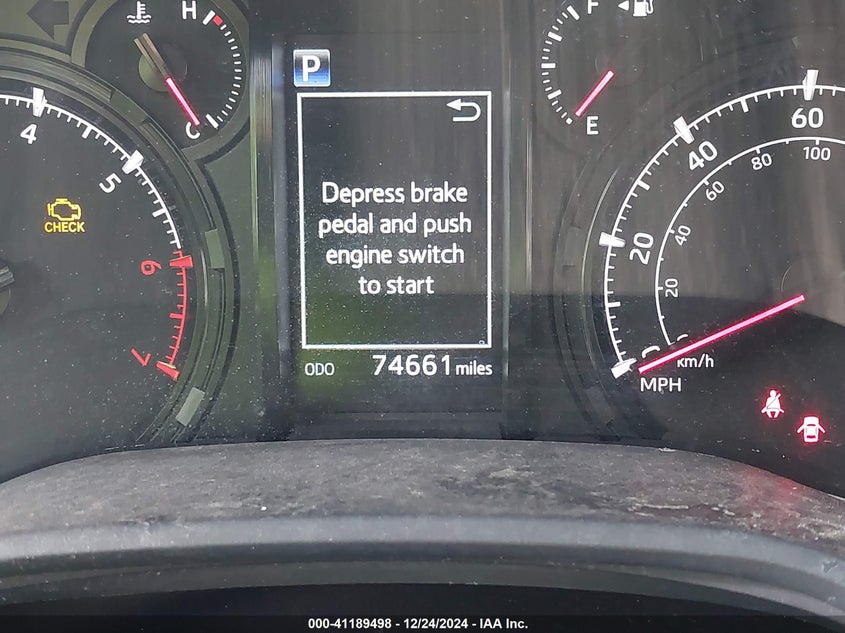 H
F
P
C
E
4
5
6
7
CHECK
Depress brake
pedal and push
engine switch
to start
ODO 74661 miles
20
40
60
20
40
60
80
100
km/h
MPH
000-41189498 - 12/24/2024 - IAA Inc.